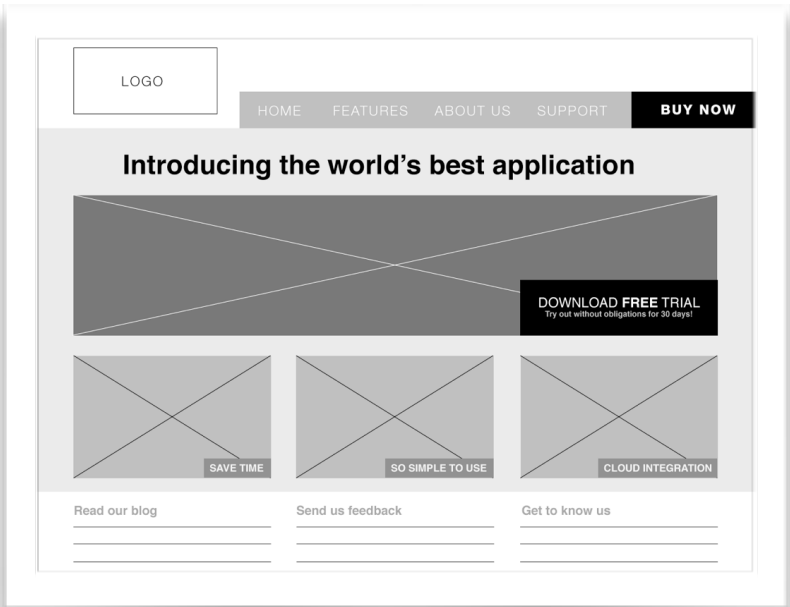 LOGO
HOME FEATURES ABOUT US SUPPORT BUY NOW
Introducing the world's best application
DOWNLOAD FREE TRIAL
Try out without obligations for 30 days!
SAVE TIME
SO SIMPLE TO USE
CLOUD INTEGRATION
Read our blog
Send us feedback
Get to know us